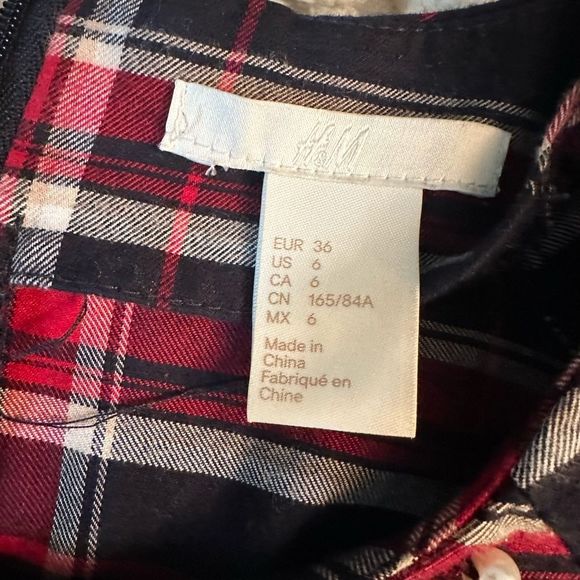 H&M
EUR 36
US 6
CA 6
CN 165/84A
MX 6
Made in
China
Fabriqué en
Chine